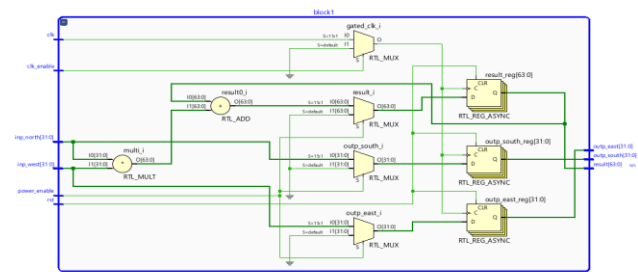 block1
gated_clk_i
clk
S=1'b1 I0
S=default I1
O
S
RTL_MUX
clk_enable
result_reg[63:0]
CLR
C
D
Q
RTL_REG_ASYNC
result0_i
I0[63:0]
I1[63:0]
O[63:0]
RTL_ADD
result_i
S=1'b1 I0[63:0]
S=default I1[63:0]
O[63:0]
S
RTL_MUX
inp_north[31:0]
inp_west[31:0]
multi_i
I0[31:0]
I1[31:0]
O[63:0]
RTL_MULT
outp_south_i
S=1'b1 I0[31:0]
S=default I1[31:0]
O[31:0]
S
RTL_MUX
outp_south_reg[31:0]
CLR
C
D
Q
RTL_REG_ASYNC
outp_east[31:0]
outp_south[31:0]
result[63:0]
power_enable
rst
outp_east_i
S=1'b1 I0[31:0]
S=default I1[31:0]
O[31:0]
S
RTL_MUX
outp_east_reg[31:0]
CLR
C
D
Q
RTL_REG_ASYNC